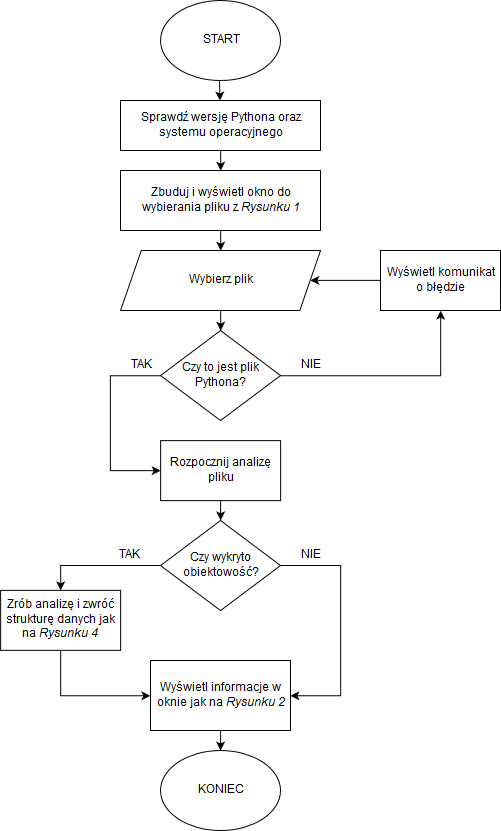 START
Sprawdź wersję Pythona oraz
systemu operacyjnego
Zbuduj i wyświetl okno do
wybierania pliku z Rysunku 1
Wybierz plik
Wyświetl komunikat
o błędzie
TAK
Czy to jest plik
Pythona?
NIE
Rozpocznij analizę
pliku
TAK
Czy wykryto
obiektowość?
NIE
Zrób analizę i zwróć
strukturę danych jak
na Rysunku 4
Wyświetl informacje w
oknie jak na Rysunku 2
KONIEC